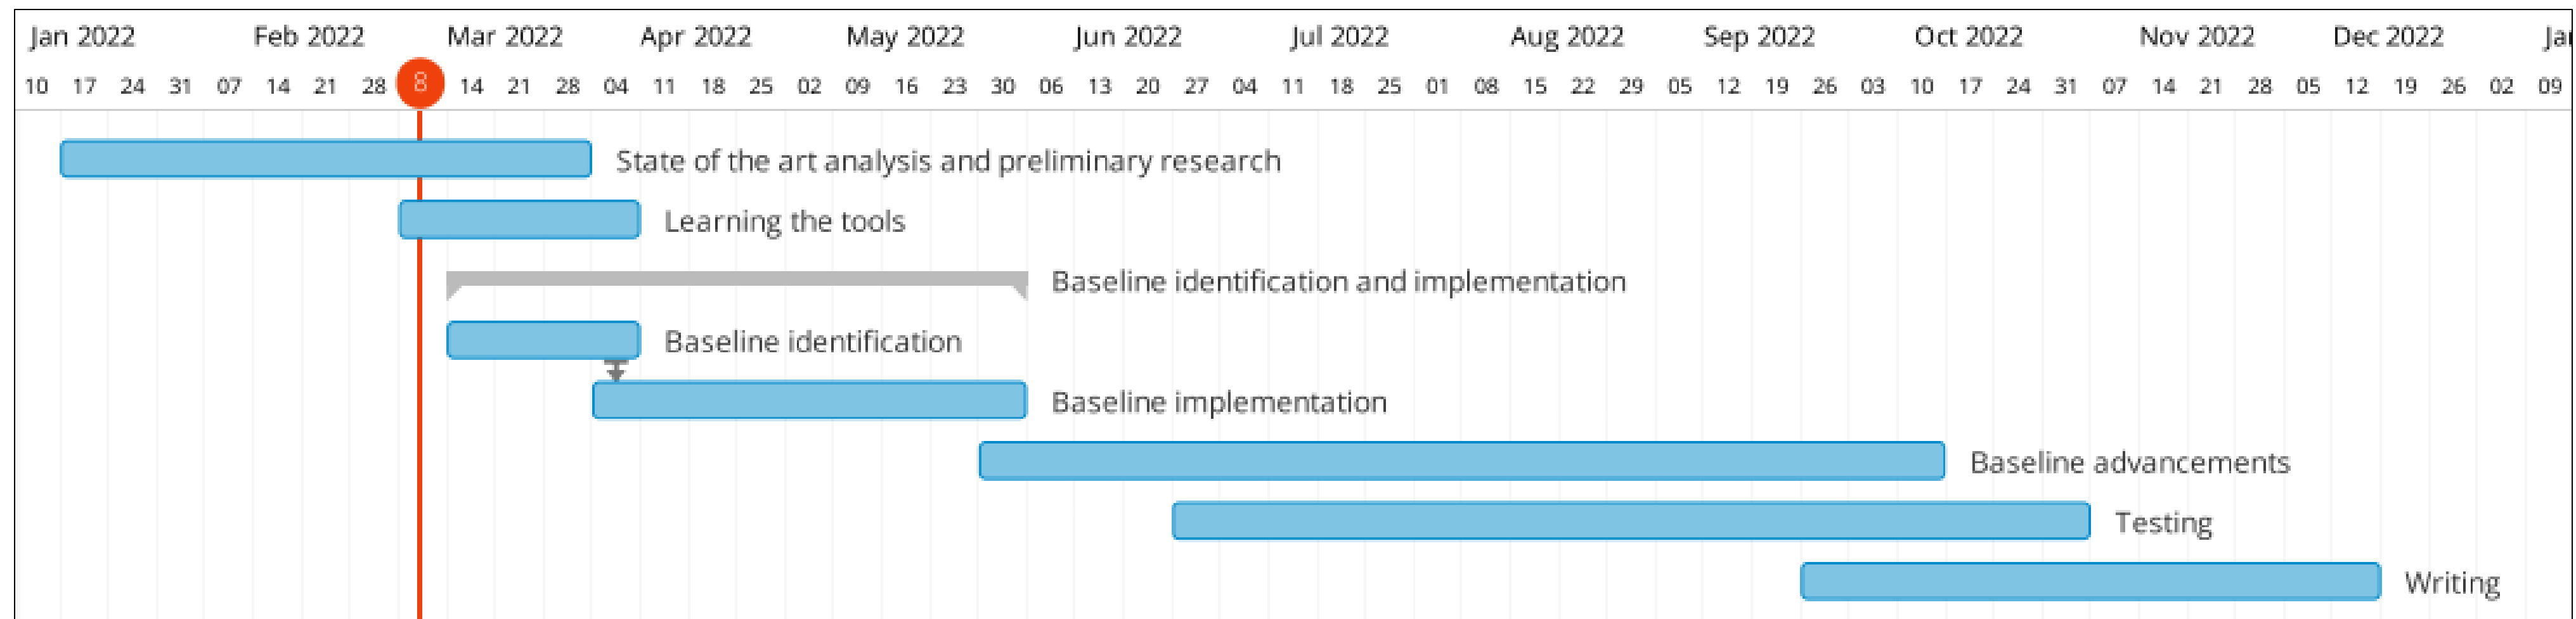 Jan 2022 Feb 2022 Mar 2022 Apr 2022 May 2022 Jun 2022 Jul 2022 Aug 2022 Sep 2022 Oct 2022 Nov 2022 Dec 2022
10 17 24 31 07 14 21 28 8 14 21 28 04 11 18 25 02 09 16 23 30 06 13 20 27 04 11 18 25 01 08 15 22 29 05 12 19 26 03 10 17 24 31 07 14 21 28 05 12 19 26 02 09
State of the art analysis and preliminary research
Learning the tools
Baseline identification and implementation
Baseline identification
Baseline implementation
Baseline advancements
Testing
Writing